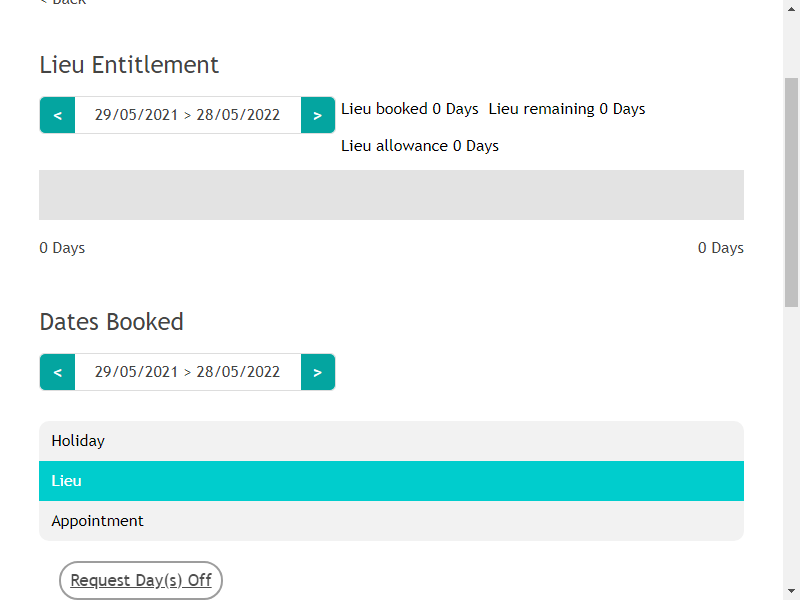 < Back
Lieu Entitlement
< 29/05/2021 > 28/05/2022 > Lieu booked 0 Days Lieu remaining 0 Days
Lieu allowance 0 Days
0 Days 0 Days
Dates Booked
< 29/05/2021 > 28/05/2022 >
Holiday
Lieu
Appointment
Request Day(s) Off